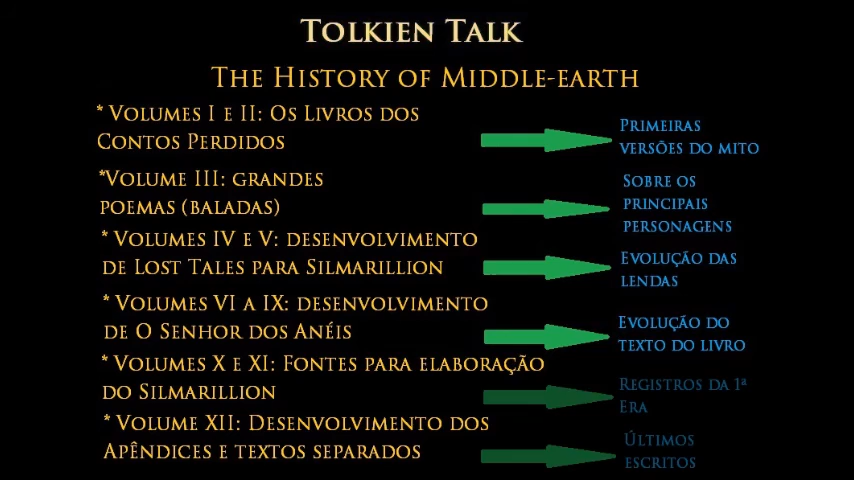 Tolkien Talk
The History of Middle-earth
* Volumes I e II: Os Livros dos
Contos Perdidos
Primeiras
versões do mito
*Volume III: grandes
poemas (baladas)
Sobre os
principais
personagens
* Volumes IV e V: desenvolvimento
de Lost Tales para Silmarillion
Evolução das
lendas
* Volumes VI a IX: desenvolvimento
de O Senhor dos Anéis
Evolução do
texto do livro
* Volumes X e XI: Fontes para elaboração
do Silmarillion
Registros da 1ª
Era
* Volume XII: Desenvolvimento dos
Apêndices e textos separados
Últimos
escritos